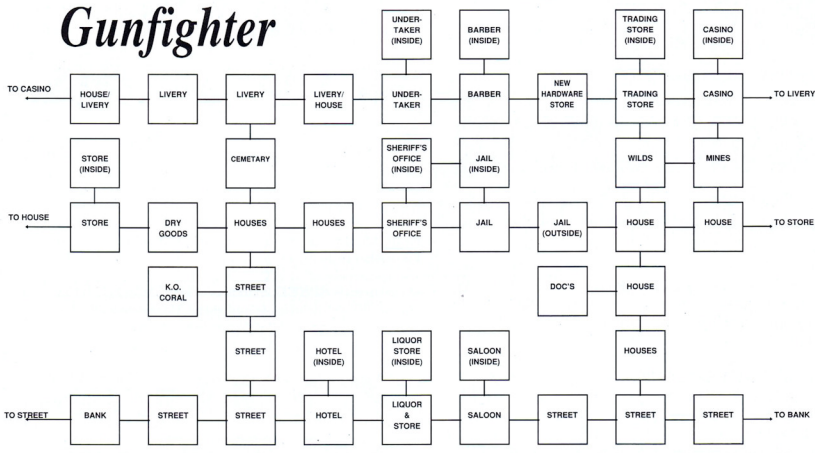 Gunfighter
UNDER-
TAKER
(INSIDE)
BARBER
(INSIDE)
TRADING
STORE
(INSIDE)
CASINO
(INSIDE)
TO CASINO
HOUSE/
LIVERY
LIVERY
LIVERY
LIVERY/
HOUSE
UNDER-
TAKER
BARBER
NEW
HARDWARE
STORE
TRADING
STORE
CASINO
TO LIVERY
STORE
(INSIDE)
CEMETARY
SHERIFF'S
OFFICE
(INSIDE)
JAIL
(INSIDE)
WILDS
MINES
TO HOUSE
STORE
DRY
GOODS
HOUSES
HOUSES
SHERIFF'S
OFFICE
JAIL
JAIL
(OUTSIDE)
HOUSE
HOUSE
TO STORE
K.O.
CORAL
STREET
DOC'S
HOUSE
STREET
HOTEL
(INSIDE)
LIQUOR
STORE
(INSIDE)
SALOON
(INSIDE)
HOUSES
TO STREET
BANK
STREET
STREET
HOTEL
LIQUOR
&
STORE
SALOON
STREET
STREET
STREET
TO BANK